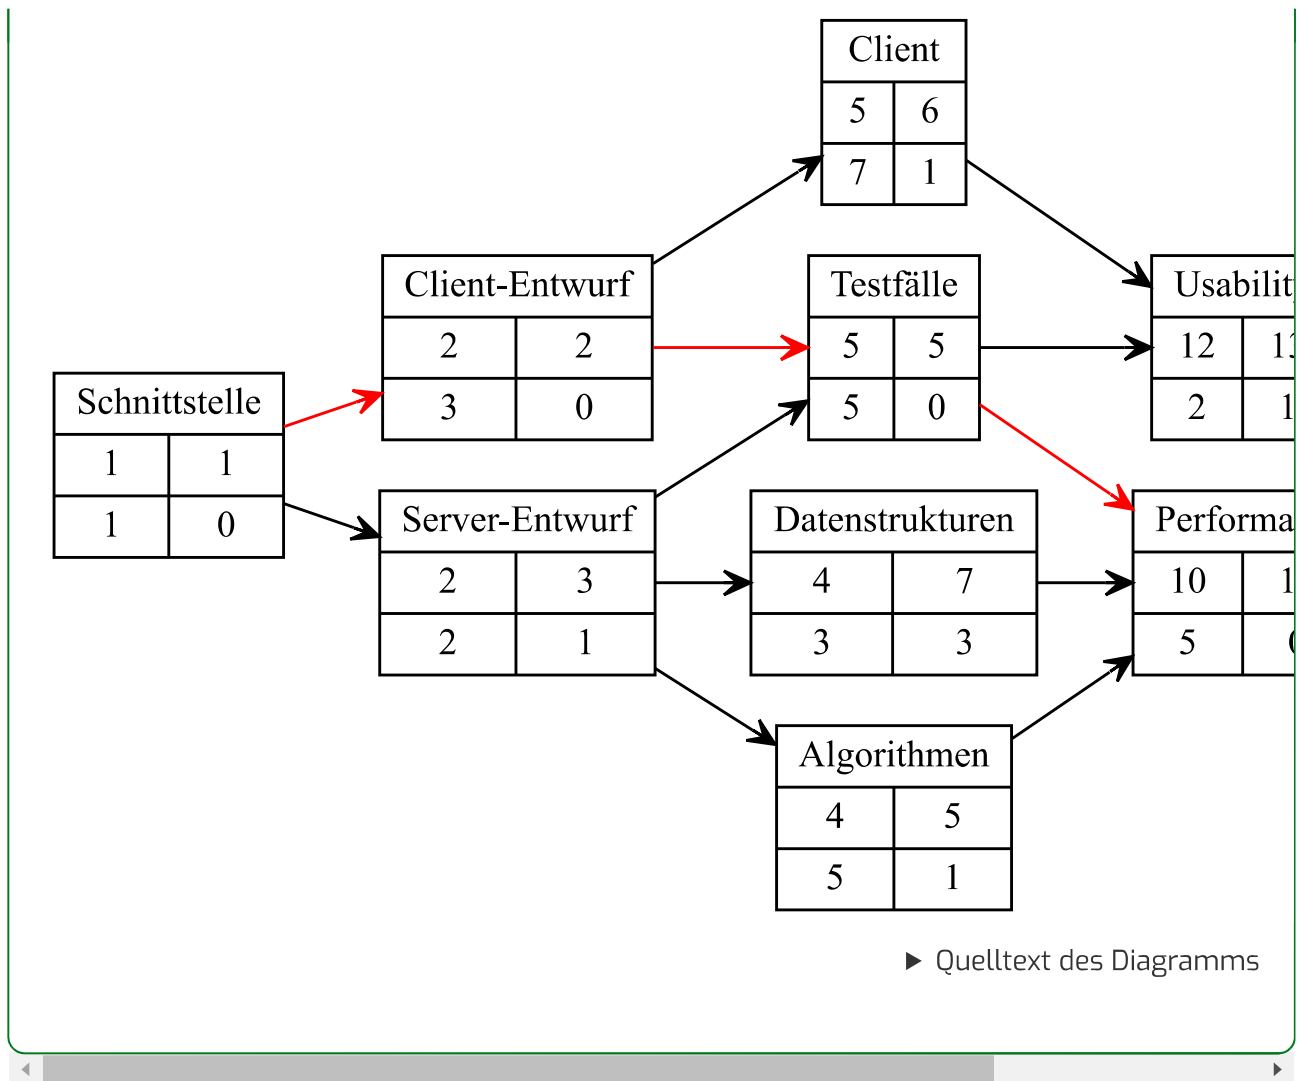 Client
5 6
7 1
Client-Entwurf
2 2
3 0
Testfälle
5 5
5 0
12
2 1
Schnittstelle
1 1
1 0
Server-Entwurf
2 3
2 1
Datenstrukturen
4 7
3 3
10
5
Algorithmen
4 5
5 1
Quelltext des Diagramms